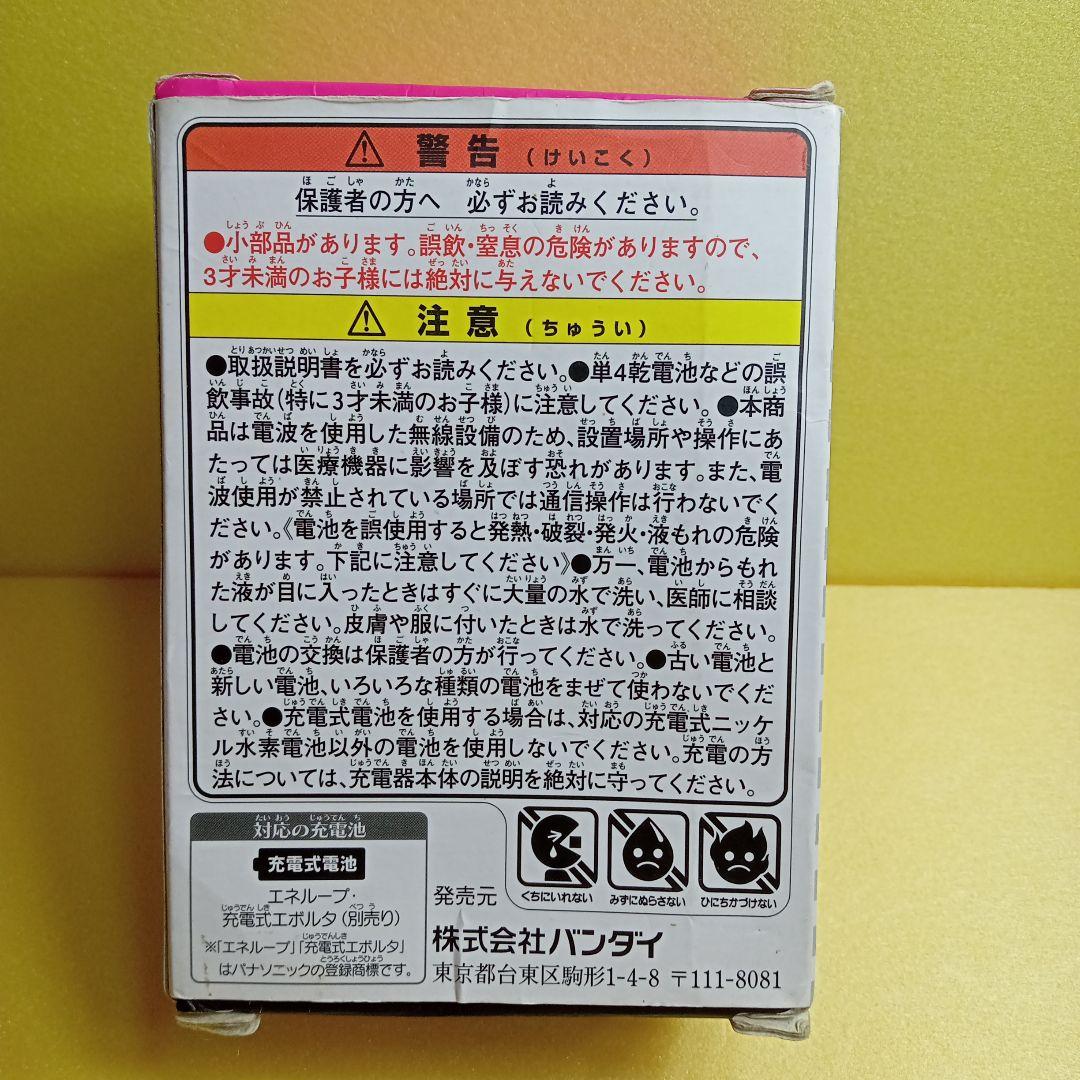 ⚠ 警告 (けいこく)
保護者の方へ 必ずお読みください。
●小部品があります。誤飲・窒息の危険がありますので、
3才未満のお子様には絶対に与えないでください。
⚠ 注意 (ちゅうい)
●取扱説明書を必ずお読みください。●単4乾電池などの誤
飲事故(特に3才未満のお子様)に注意してください。●本商
品は電波を使用した無線設備のため、設置場所や操作にあ
たっては医療機器に影響を及ぼす恐れがあります。また、電
波使用が禁止されている場所では通信操作は行わないでく
ださい。《電池を誤使用すると発熱・破裂・発火・液もれの危険
があります。下記に注意してください》●万一、電池からもれ
た液が目に入ったときはすぐに大量の水で洗い、医師に相談
してください。皮膚や服に付いたときは水で洗ってください。
●電池の交換は保護者の方が行ってください。●古い電池と
新しい電池、いろいろな種類の電池をまぜて使わないでくだ
さい。●充電式電池を使用する場合は、対応の充電式ニッケ
ル水素電池以外の電池を使用しないでください。充電の方
法については、充電器本体の説明を絶対に守ってください。
対応の充電池
充電式電池
エネループ・
充電式エボルタ(別売り)
※「エネループ」「充電式エボルタ」
はパナソニックの登録商標です。
くちにいれない
みずにぬらさない
ひにちかづけない
発売元
株式会社バンダイ
東京都台東区駒形1-4-8 〒111-8081